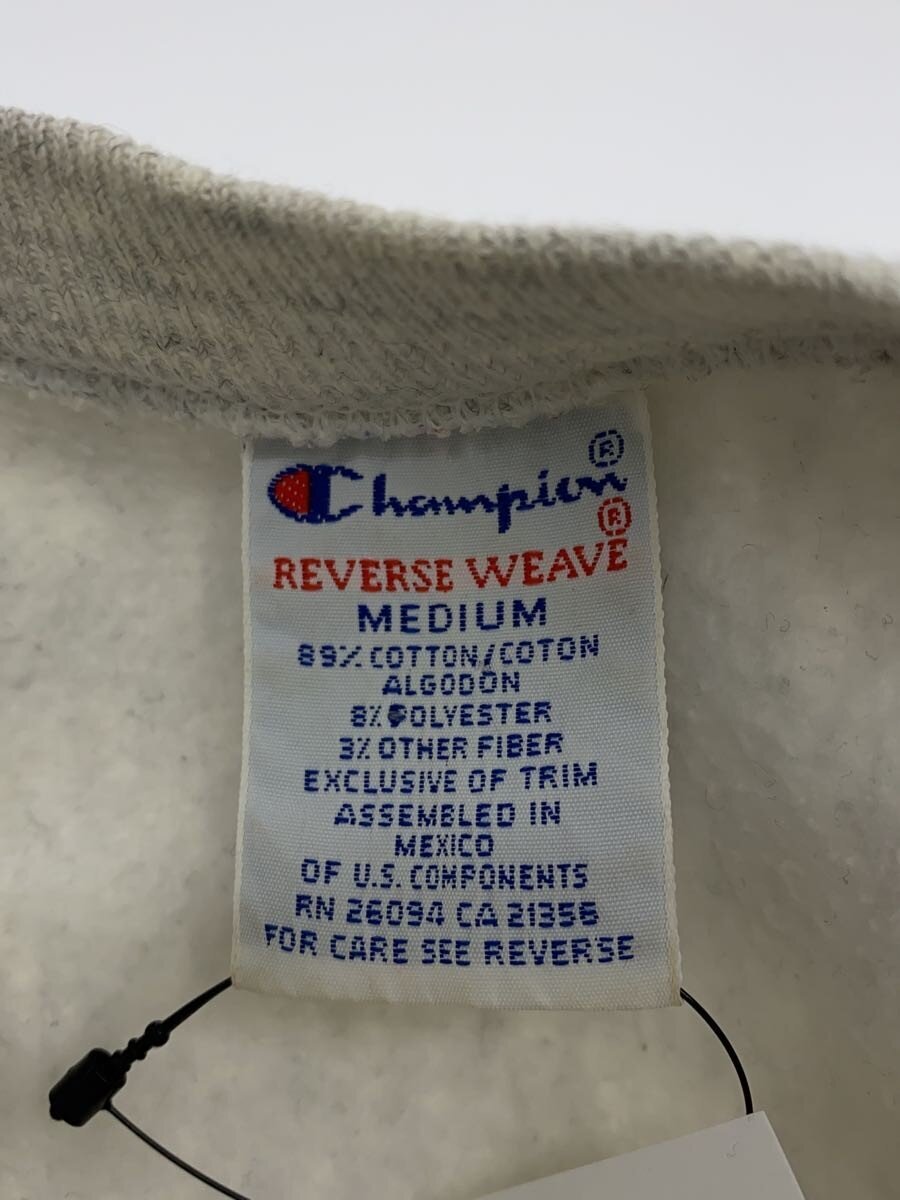 Champion®
REVERSE WEAVE®
MEDIUM
89% COTTON/COTON
ALGODÓN
8% POLYESTER
3% OTHER FIBER
EXCLUSIVE OF TRIM
ASSEMBLED IN
MEXICO
OF U.S. COMPONENTS
RN 26094 CA 21356
FOR CARE SEE REVERSE